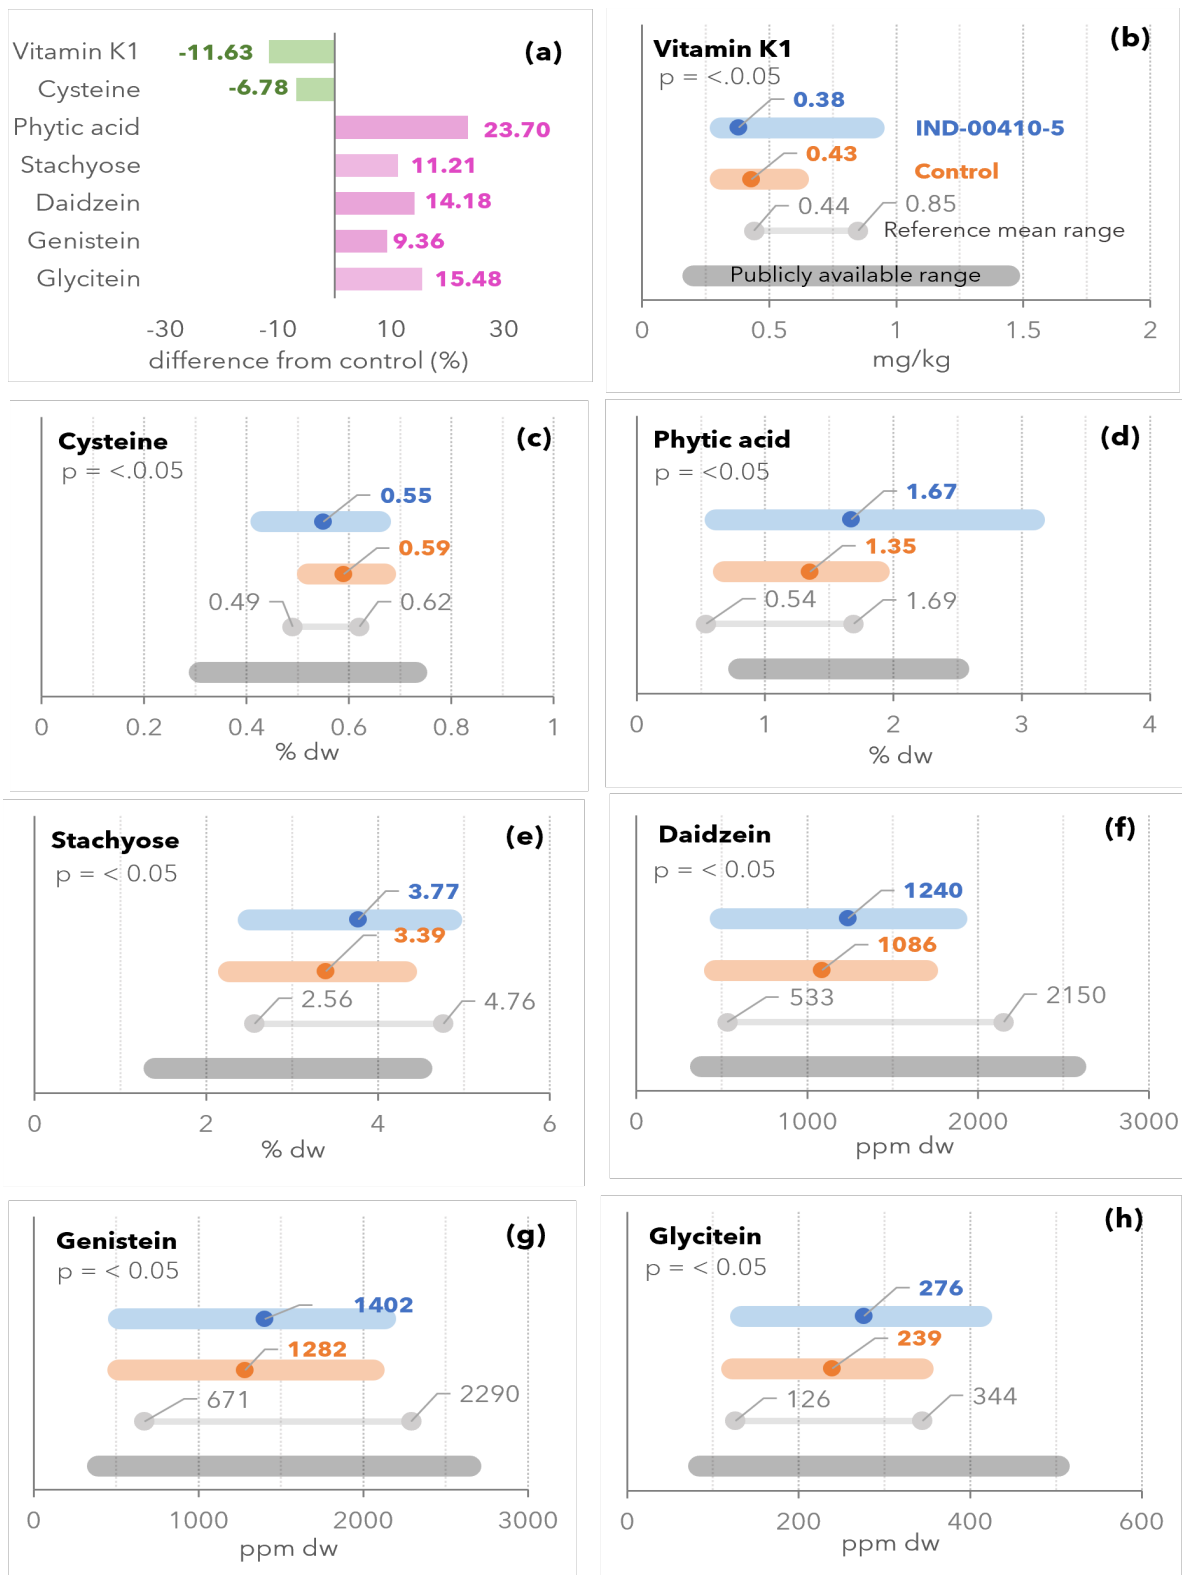 (a)
Vitamin K1 -11.63
Cysteine -6.78
Phytic acid 23.70
Stachyose 11.21
Daidzein 14.18
Genistein 9.36
Glycitein 15.48
-30 -10 10 30
difference from control (%)
(b)
Vitamin K1
p = <.0.05
0.38
IND-00410-5
0.43
Control
0.44 0.85
Reference mean range
Publicly available range
0 0.5 1 1.5 2
mg/kg
(c)
Cysteine
p = <.0.05
0.55
0.59
0.49 0.62
0 0.2 0.4 0.6 0.8 1
% dw
(d)
Phytic acid
p = <0.05
1.67
1.35
0.54 1.69
0 1 2 3 4
% dw
(e)
Stachyose
p = < 0.05
3.77
3.39
2.56 4.76
0 2 4 6
% dw
(f)
Daidzein
p = < 0.05
1240
1086
533 2150
0 1000 2000 3000
ppm dw
(g)
Genistein
p = < 0.05
1402
1282
671 2290
0 1000 2000 3000
ppm dw
(h)
Glycitein
p = < 0.05
276
239
126 344
0 200 400 600
ppm dw